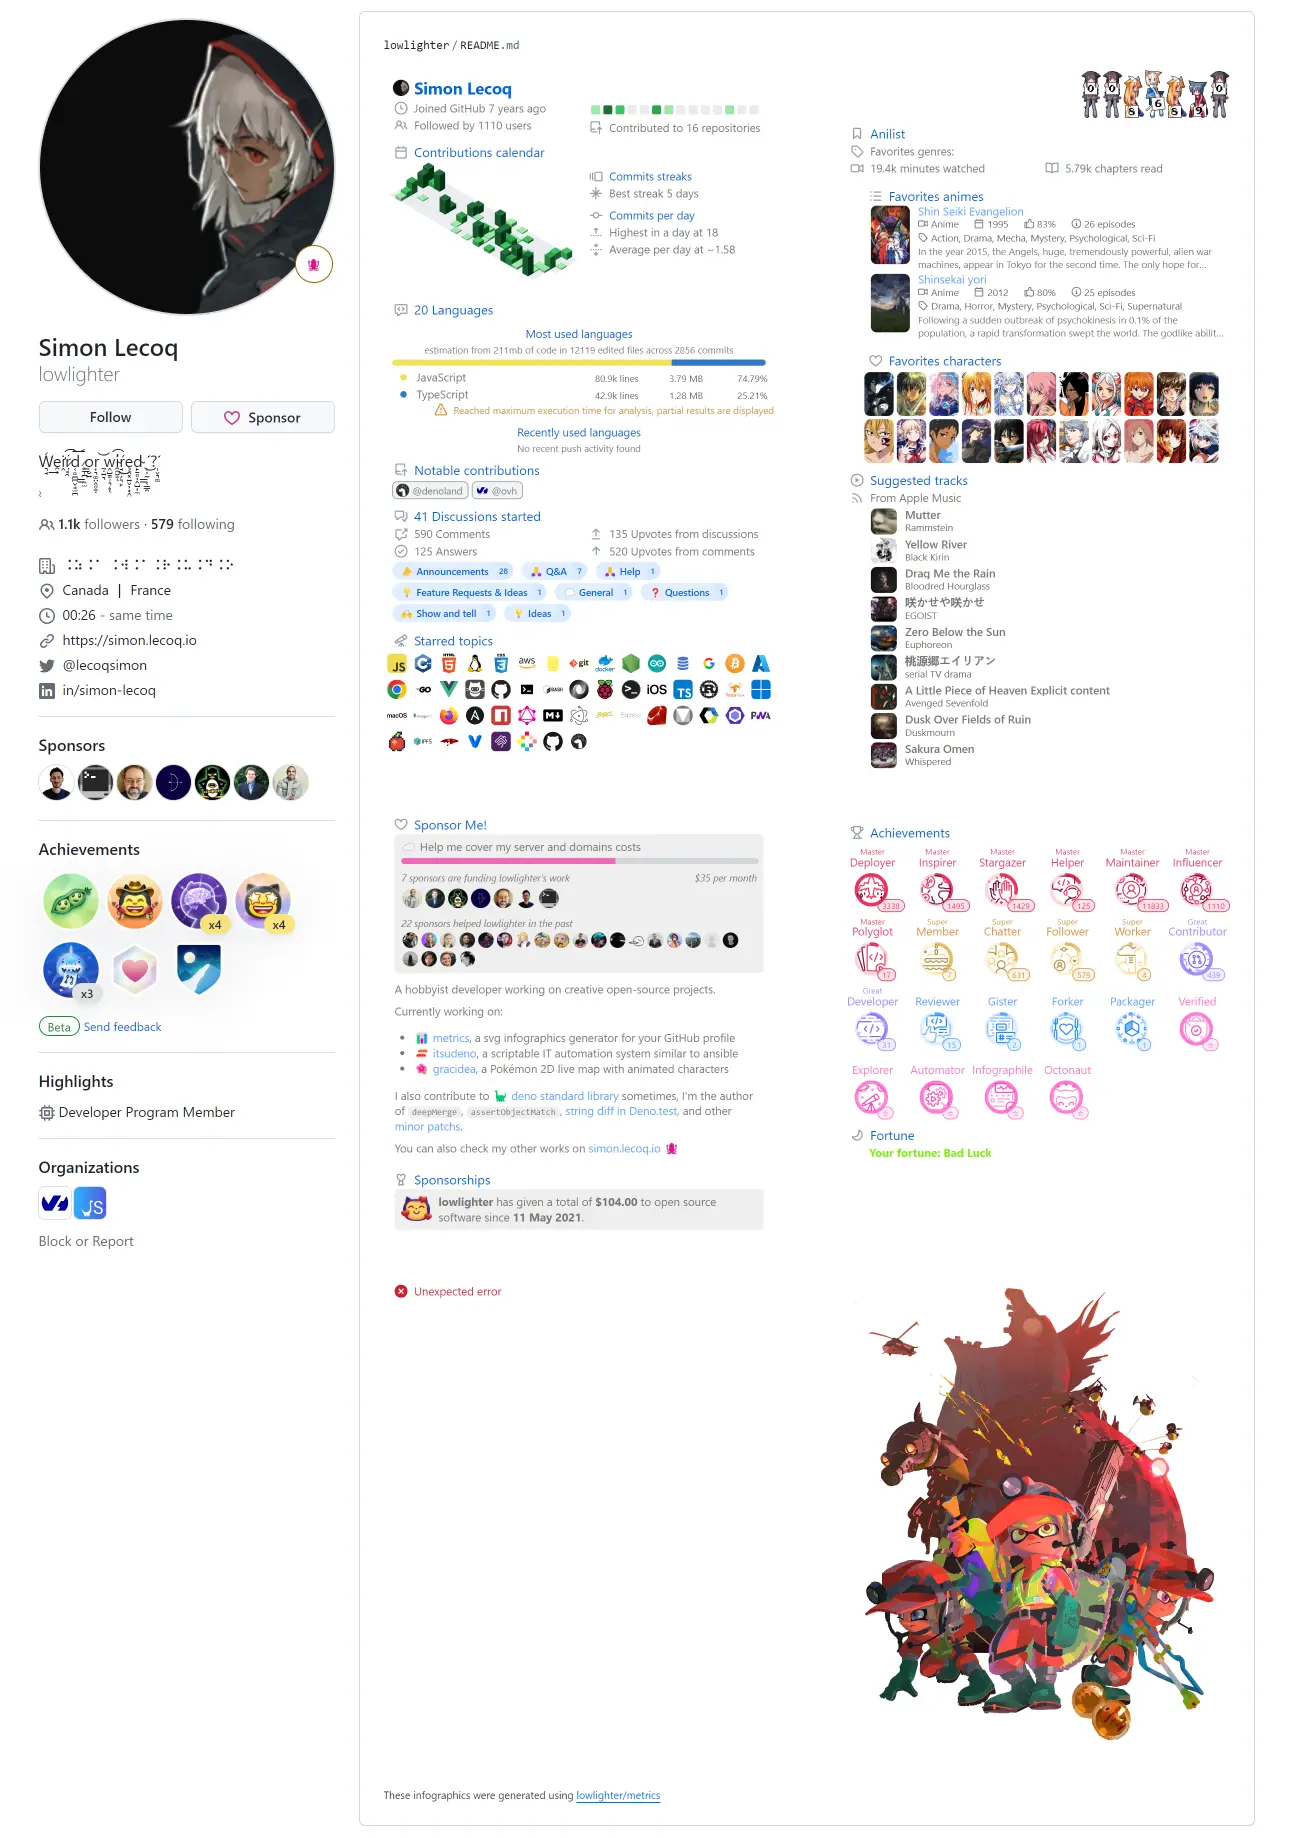 Simon Lecoq
lowlighter
Follow
Sponsor
Weird or wired ?
1.1k followers · 579 following
Canada | France
00:26 - same time
https://simon.lecoq.io
@lecoqsimon
in/simon-lecoq
Sponsors
Achievements
x4
x4
x3
Beta Send feedback
Highlights
Developer Program Member
Organizations
Block or Report
lowlighter/README.md
Simon Lecoq
Joined GitHub 7 years ago
Followed by 1110 users
Contributed to 16 repositories
Contributions calendar
Commits streaks
Best streak 5 days
Commits per day
Highest in a day at 18
Average per day at ~1.58
20 Languages
Most used languages
estimation from 211mb of code in 12119 edited files across 2856 commits
JavaScript 80.9k lines 3.79 MB 74.79%
TypeScript 42.9k lines 1.28 MB 25.21%
Reached maximum execution time for analysis, partial results are displayed
Recently used languages
No recent push activity found
Notable contributions
@denoland @ovh
41 Discussions started
590 Comments
135 Upvotes from discussions
125 Answers
520 Upvotes from comments
Announcements 28 Q&A 7 Help 1
Feature Requests & Ideas 1 General 1 Questions 1
Show and tell 1 Ideas 1
Starred topics
JS HTML CSS aws git docker
GO BASH iOS TS
macOS Express PWA
IPFS
Anilist
Favorites genres:
19.4k minutes watched
5.79k chapters read
Favorites animes
Shin Seiki Evangelion
Anime 1995 83% 26 episodes
Action, Drama, Mecha, Mystery, Psychological, Sci-Fi
In the year 2015, the Angels, huge, tremendously powerful, alien war
machines, appear in Tokyo for the second time. The only hope for...
Shinsekai yori
Anime 2012 80% 25 episodes
Drama, Horror, Mystery, Psychological, Sci-Fi, Supernatural
Following a sudden outbreak of psychokinesis in 0.1% of the
population, a rapid transformation swept the world. The godlike abilit...
Favorites characters
Suggested tracks
From Apple Music
Mutter
Rammstein
Yellow River
Black Kirin
Drag Me the Rain
Bloodred Hourglass
咲かせや咲かせ
EGOIST
Zero Below the Sun
Euphoreon
桃源郷エイリアン
serial TV drama
A Little Piece of Heaven Explicit content
Avenged Sevenfold
Dusk Over Fields of Ruin
Duskmourn
Sakura Omen
Whispered
Sponsor Me!
Help me cover my server and domains costs
7 sponsors are funding lowlighter's work
$35 per month
22 sponsors helped lowlighter in the past
A hobbyist developer working on creative open-source projects.
Currently working on:
• metrics, a svg infographics generator for your GitHub profile
• itsudeno, a scriptable IT automation system similar to ansible
• gracidea, a Pokémon 2D live map with animated characters
I also contribute to deno standard library sometimes, I'm the author
of deepMerge, assertObjectMatch, string diff in Deno.test, and other
minor patchs.
You can also check my other works on simon.lecoq.io
Sponsorships
lowlighter has given a total of $104.00 to open source
software since 11 May 2021.
Unexpected error
Achievements
Master Master Master Master Master Master
Deployer Inspirer Stargazer Helper Maintainer Influencer
3338 1495 1429 125 11833 1110
Master Super Super Super Super Great
Polyglot Member Chatter Follower Worker Contributor
17 7 631 579 4 439
Great
Developer Reviewer Gister Forker Packager Verified
31 15 2 1 1
Explorer Automator Infographile Octonaut
Fortune
Your fortune: Bad Luck
These infographics were generated using lowlighter/metrics